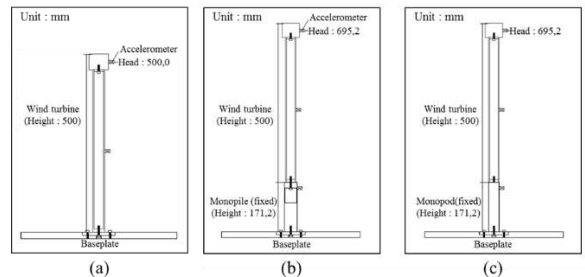 Unit : mm
Accelerometer
Head : 500,0
Wind turbine
(Height : 500)
Baseplate
(a)
Unit : mm
Accelerometer
Head : 695,2
Wind turbine
(Height : 500)
Monopile (fixed)
(Height : 171,2)
Baseplate
(b)
Unit : mm
Head : 695,2
Wind turbine
(Height : 500)
Monopod(fixed)
(Height : 171,2)
Baseplate
(c)